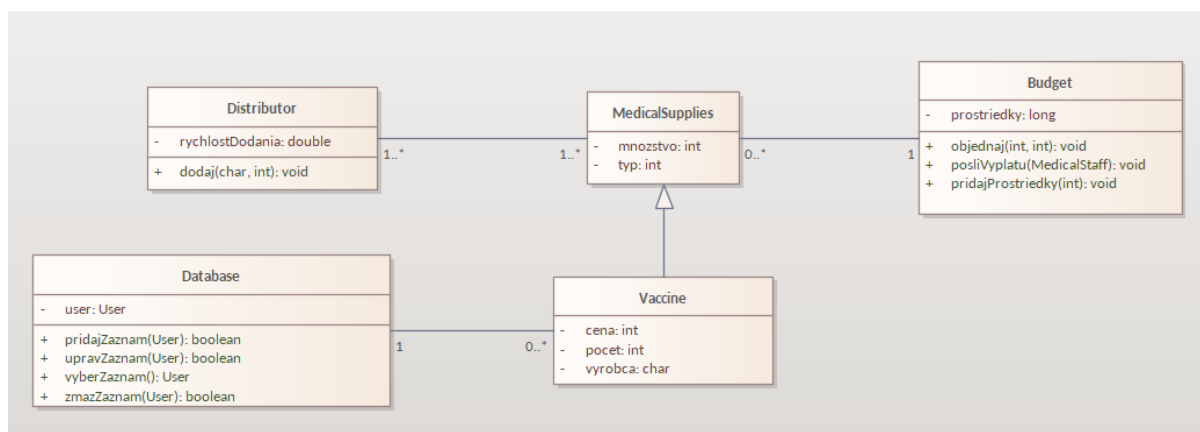 Distributor
- rychlostDodania: double
+ dodaj(char, int): void
1..*
1..*
MedicalSupplies
- mnozstvo: int
- typ: int
0..*
1
Budget
- prostriedky: long
+ objednaj(int, int): void
+ posliVyplatu(MedicalStaff): void
+ pridajProstriedky(int): void
Database
- user: User
+ pridajZaznam(User): boolean
+ upravZaznam(User): boolean
+ vyberZaznam(): User
+ zmazZaznam(User): boolean
1
0..*
Vaccine
- cena: int
- pocet: int
- vyrobca: char